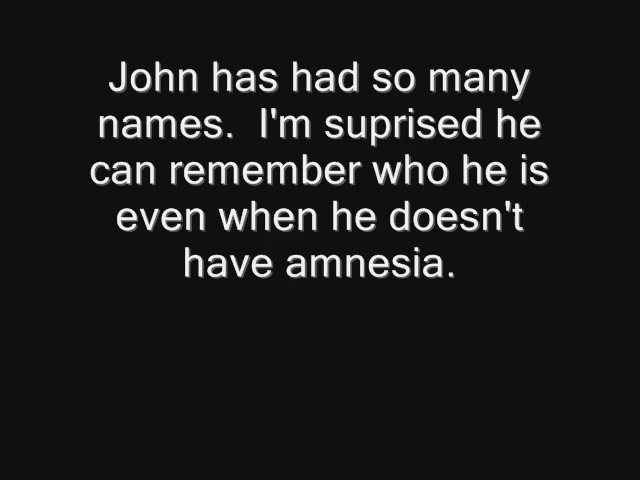 John has had so many
names.  I'm suprised he
can remember who he is
even when he doesn't
have amnesia.